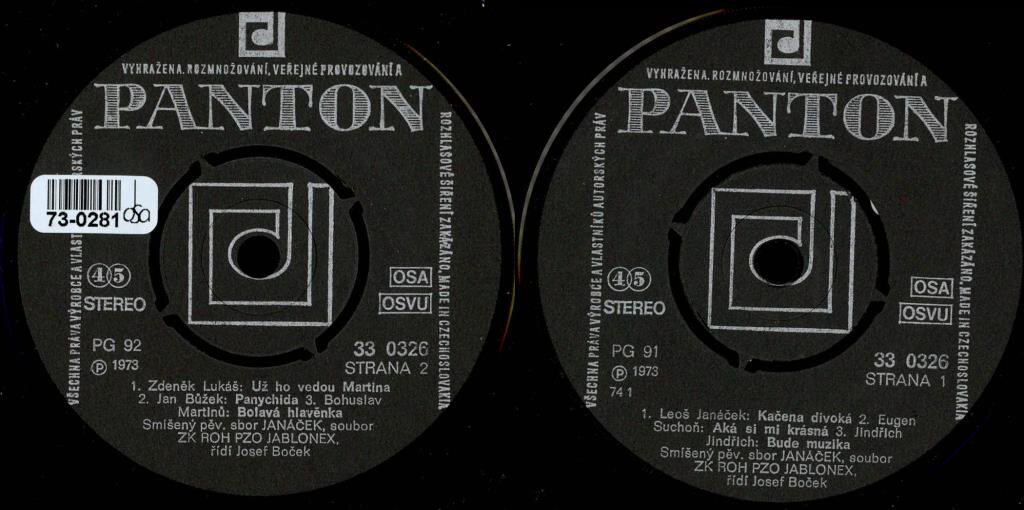 VYHRAŽENA. ROZMNOŽOVÁNÍ, VEŘEJNÉ PROVOZOVÁNÍ A
PANTON
ROZHLASOVÉ ŠÍŘENÍ ZAKÁZÁNO. MADE IN CZECHOSLOVAKIA
VŠECHNA PRÁVA VÝROBCE A VLAST
SKÝCH PRÁV
73-0281 osa
45
STEREO
OSA
OSVU
PG 92
Ⓟ 1973
33 0326
STRANA 2
1. Zdeněk Lukáš: Už ho vedou Martina
2. Jan Bůžek: Panychida 3. Bohuslav
Martinů: Bolavá hlavěnka
Smíšený pěv. sbor JANÁČEK, soubor
ZK ROH PZO JABLONEX,
řídí Josef Boček
VYHRAŽENA. ROZMNOŽOVÁNÍ, VEŘEJNÉ PROVOZOVÁNÍ A
PANTON
ROZHLASOVÉ ŠÍŘENÍ ZAKÁZÁNO. MADE IN CZECHOSLOVAKIA
VŠECHNA PRÁVA VÝROBCE A VLASTNÍKŮ AUTORSKÝCH PRÁV
45
STEREO
OSA
OSVU
PG 91
Ⓟ 1973
74 1
33 0326
STRANA 1
1. Leoš Janáček: Kačena divoká 2. Eugen
Suchoň: Aká si mi krásna 3. Jindřich
Jindřich: Bude muzika
Smíšený pěv. sbor JANÁČEK, soubor
ZK ROH PZO JABLONEX,
řídí Josef Boček